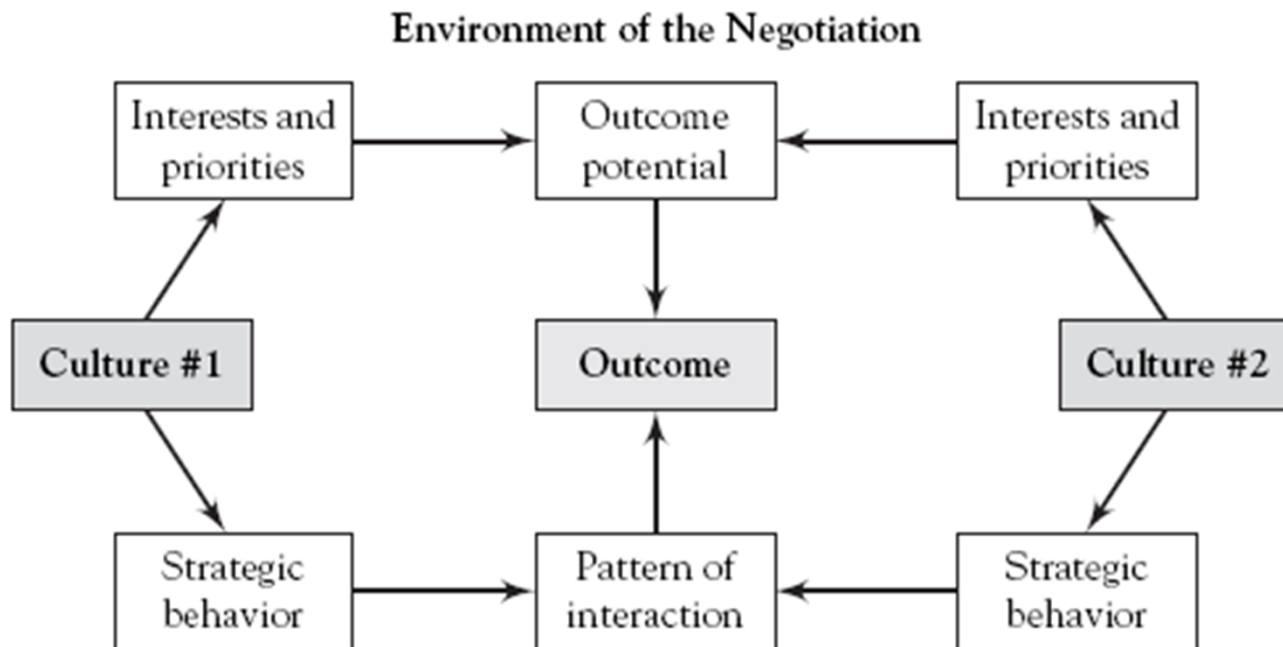 Environment of the Negotiation
Interests and
priorities
Outcome
potential
Interests and
priorities
Culture #1
Outcome
Culture #2
Strategic
behavior
Pattern of
interaction
Strategic
behavior